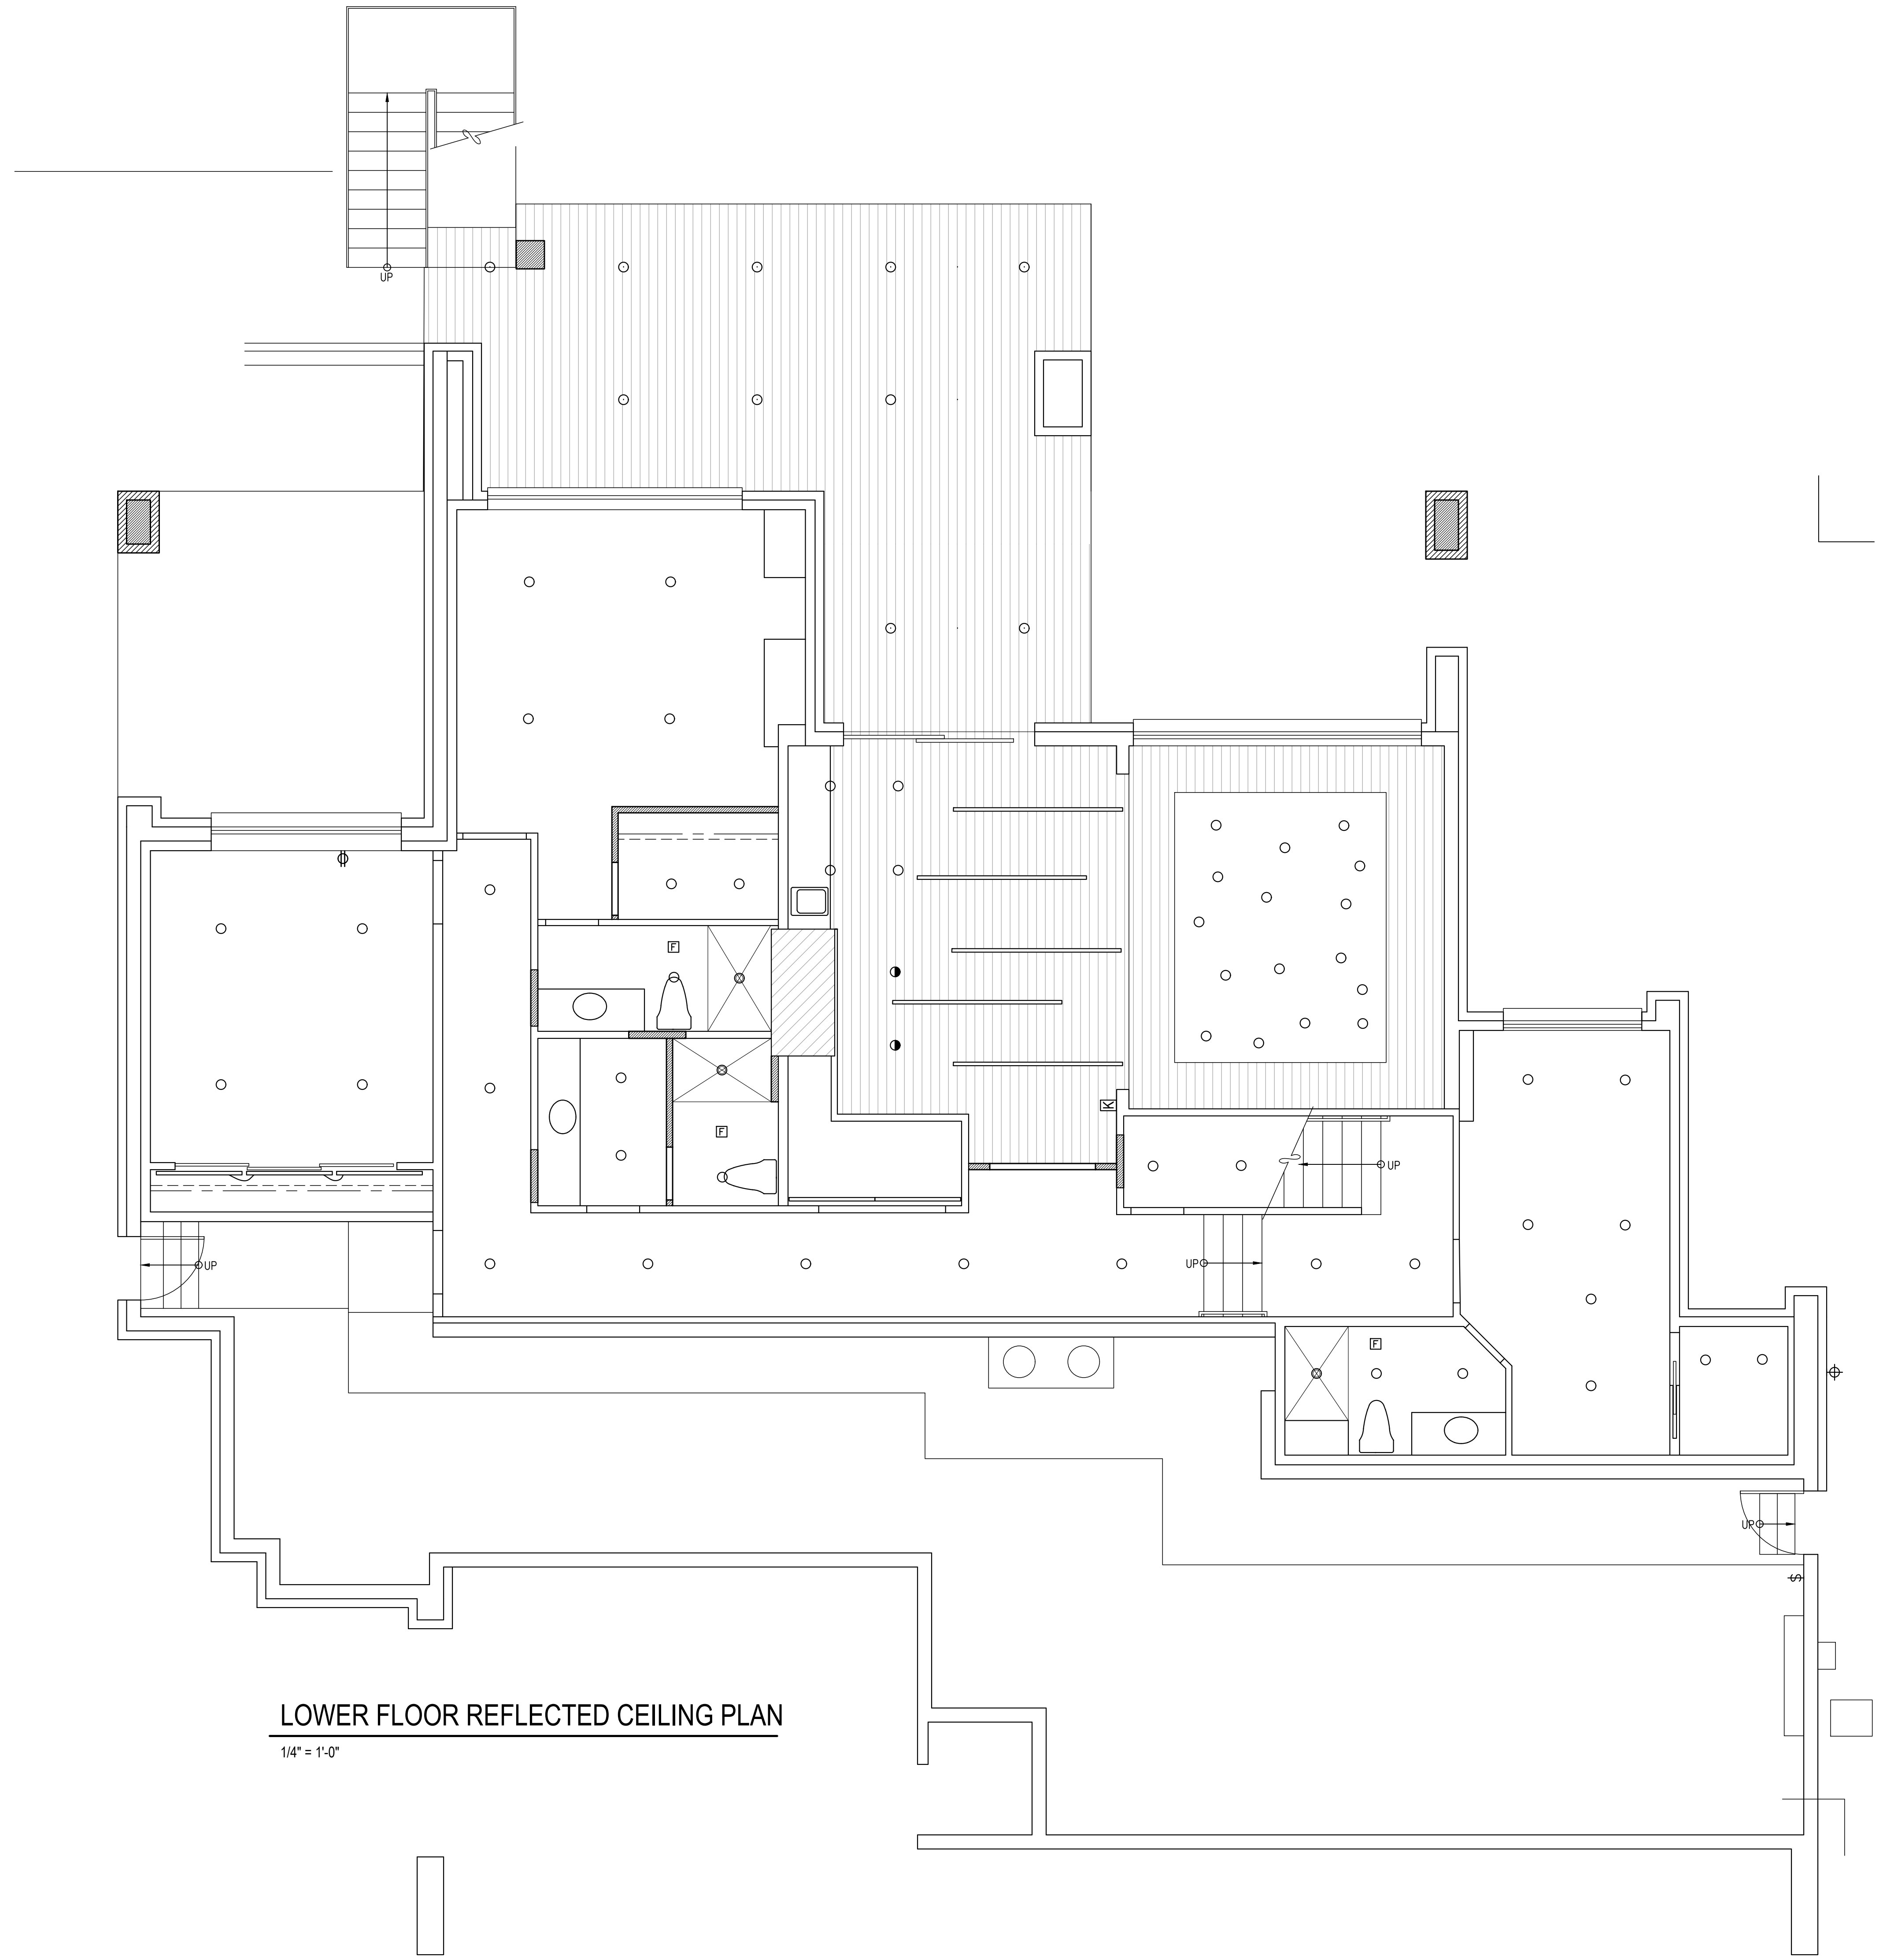 UP
F
F
K
UP
UP
UP
F
UP
$
LOWER FLOOR REFLECTED CEILING PLAN
1/4" = 1'-0"